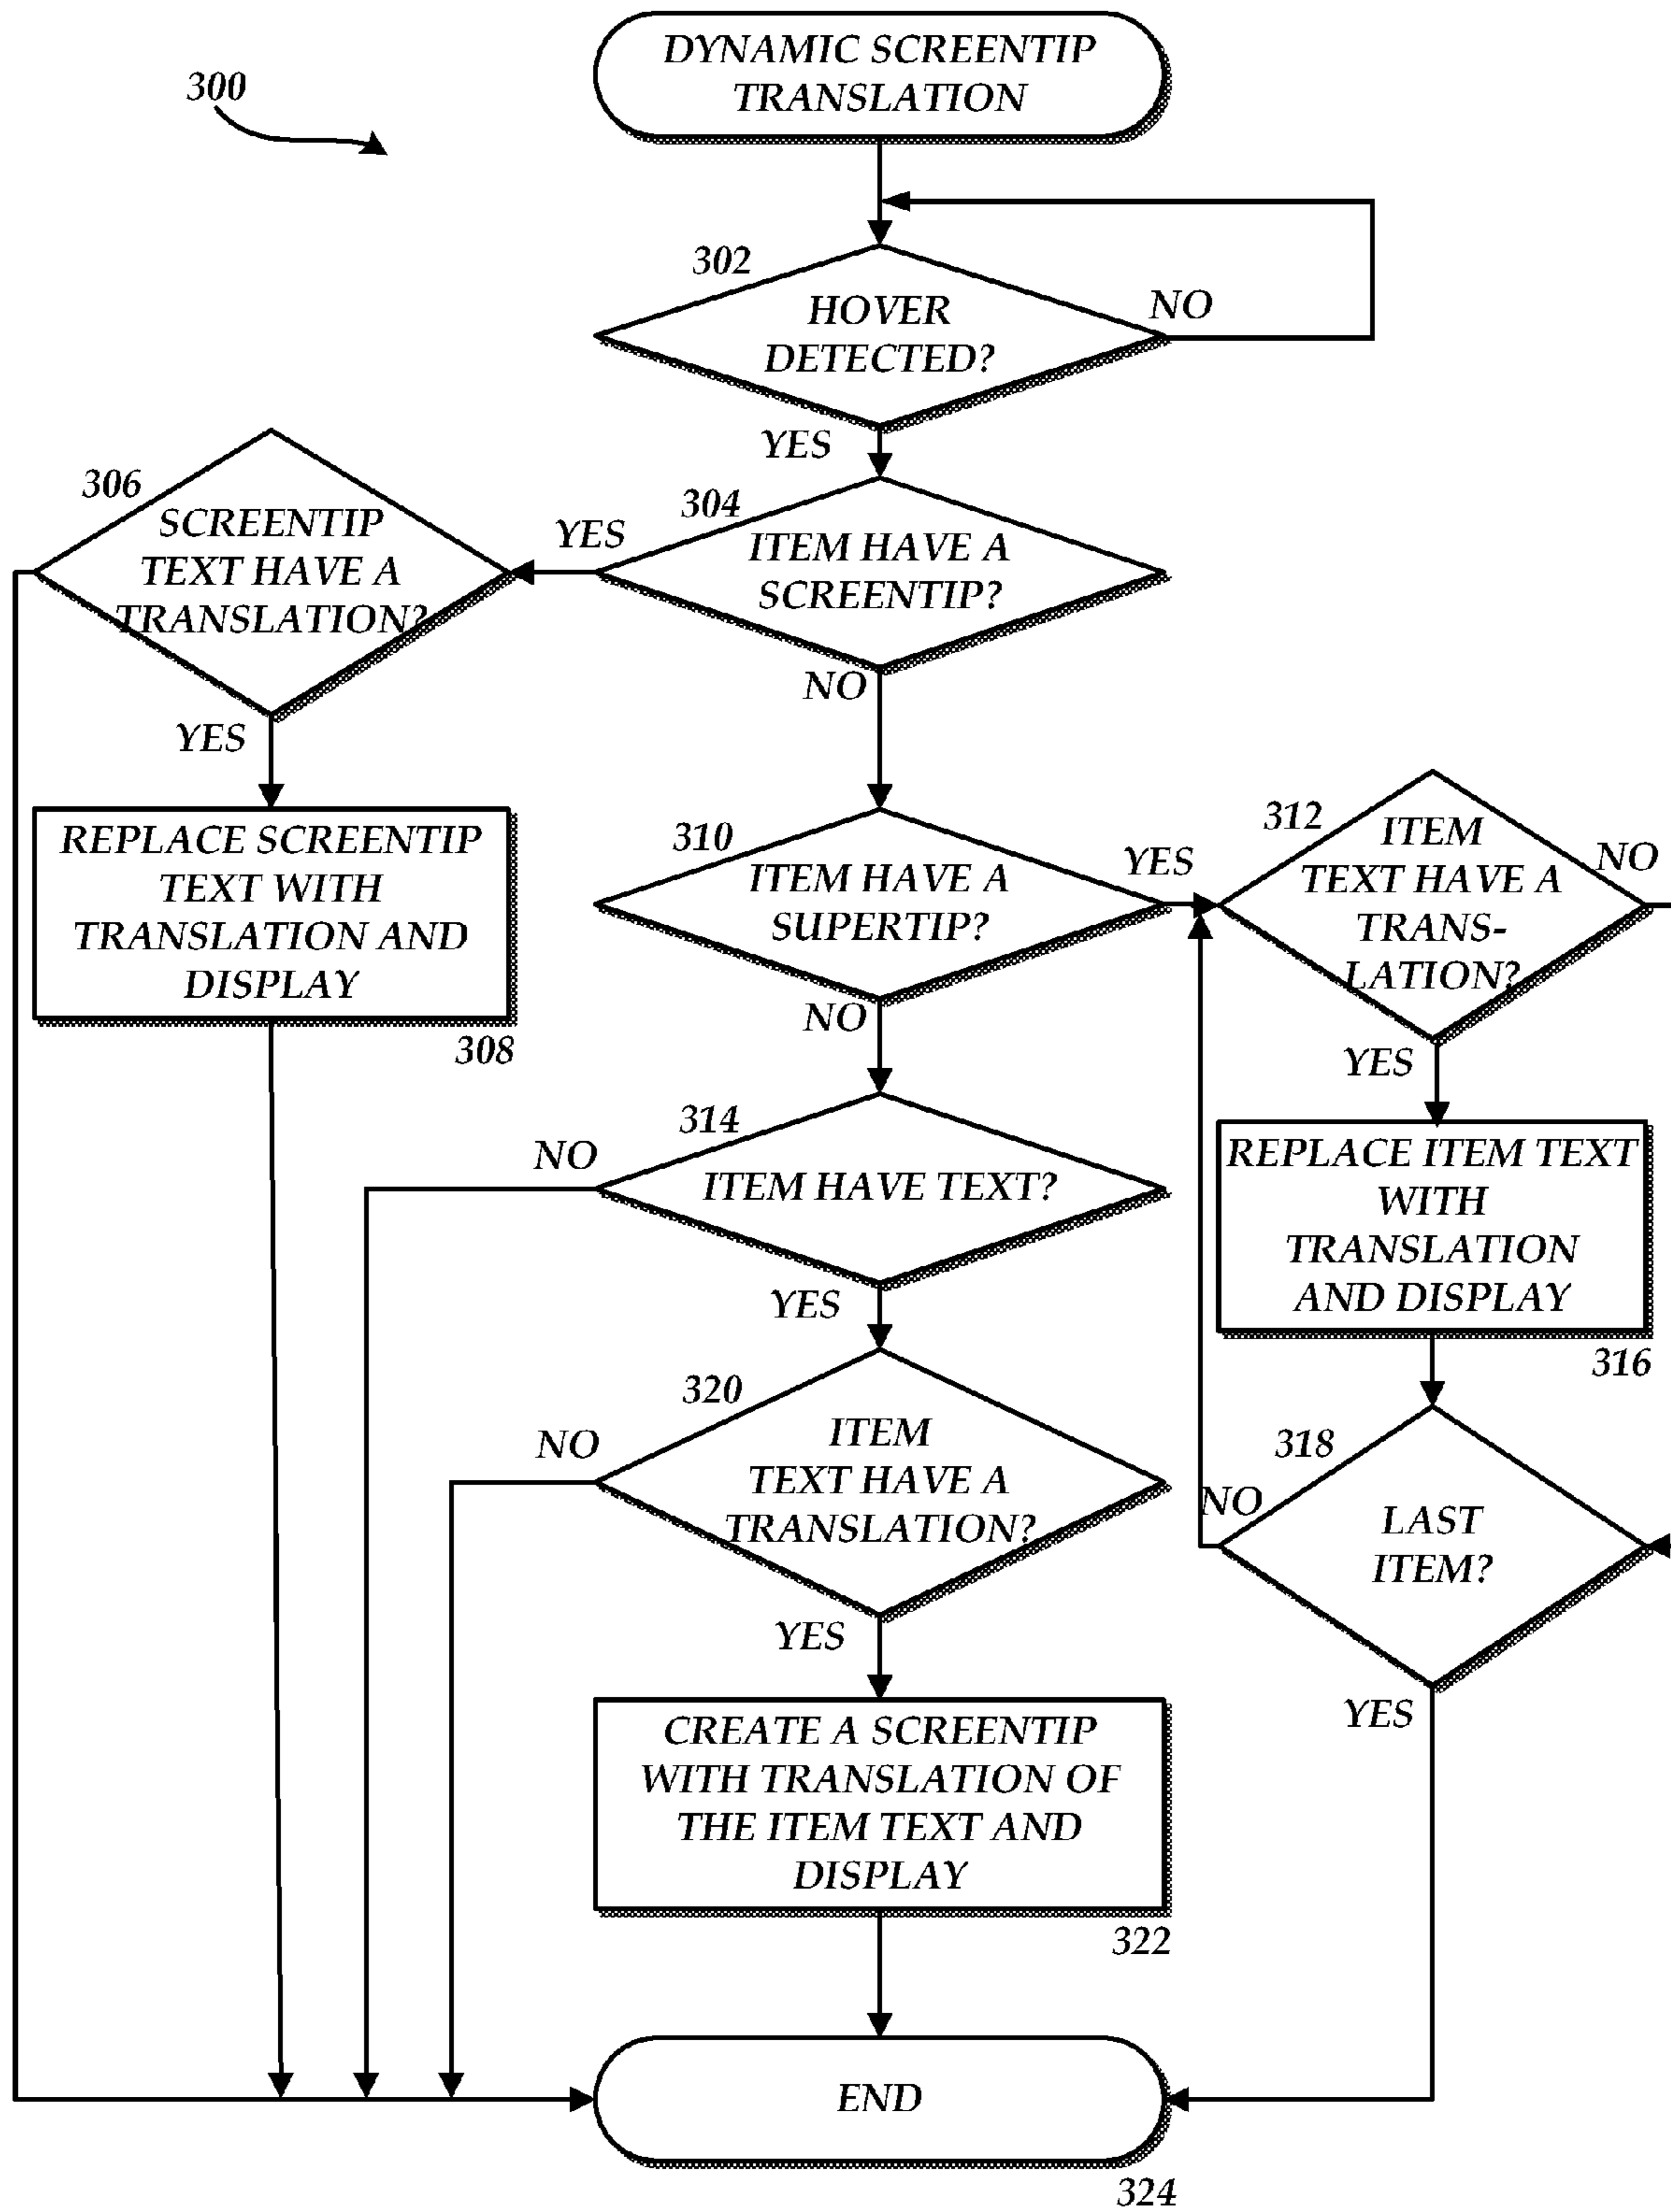 DYNAMIC SCREENTIP
TRANSLATION
300
302
HOVER
DETECTED?
NO
YES
304
ITEM HAVE A
SCREENTIP?
YES
NO
306
SCREENTIP
TEXT HAVE A
TRANSLATION?
YES
REPLACE SCREENTIP
TEXT WITH
TRANSLATION AND
DISPLAY
308
310
ITEM HAVE A
SUPERTIP?
YES
NO
312
ITEM
TEXT HAVE A
TRANS-
LATION?
NO
YES
314
ITEM HAVE TEXT?
NO
YES
REPLACE ITEM TEXT
WITH
TRANSLATION
AND DISPLAY
316
318
LAST
ITEM?
NO
YES
320
ITEM
TEXT HAVE A
TRANSLATION?
NO
YES
CREATE A SCREENTIP
WITH TRANSLATION OF
THE ITEM TEXT AND
DISPLAY
322
END
324